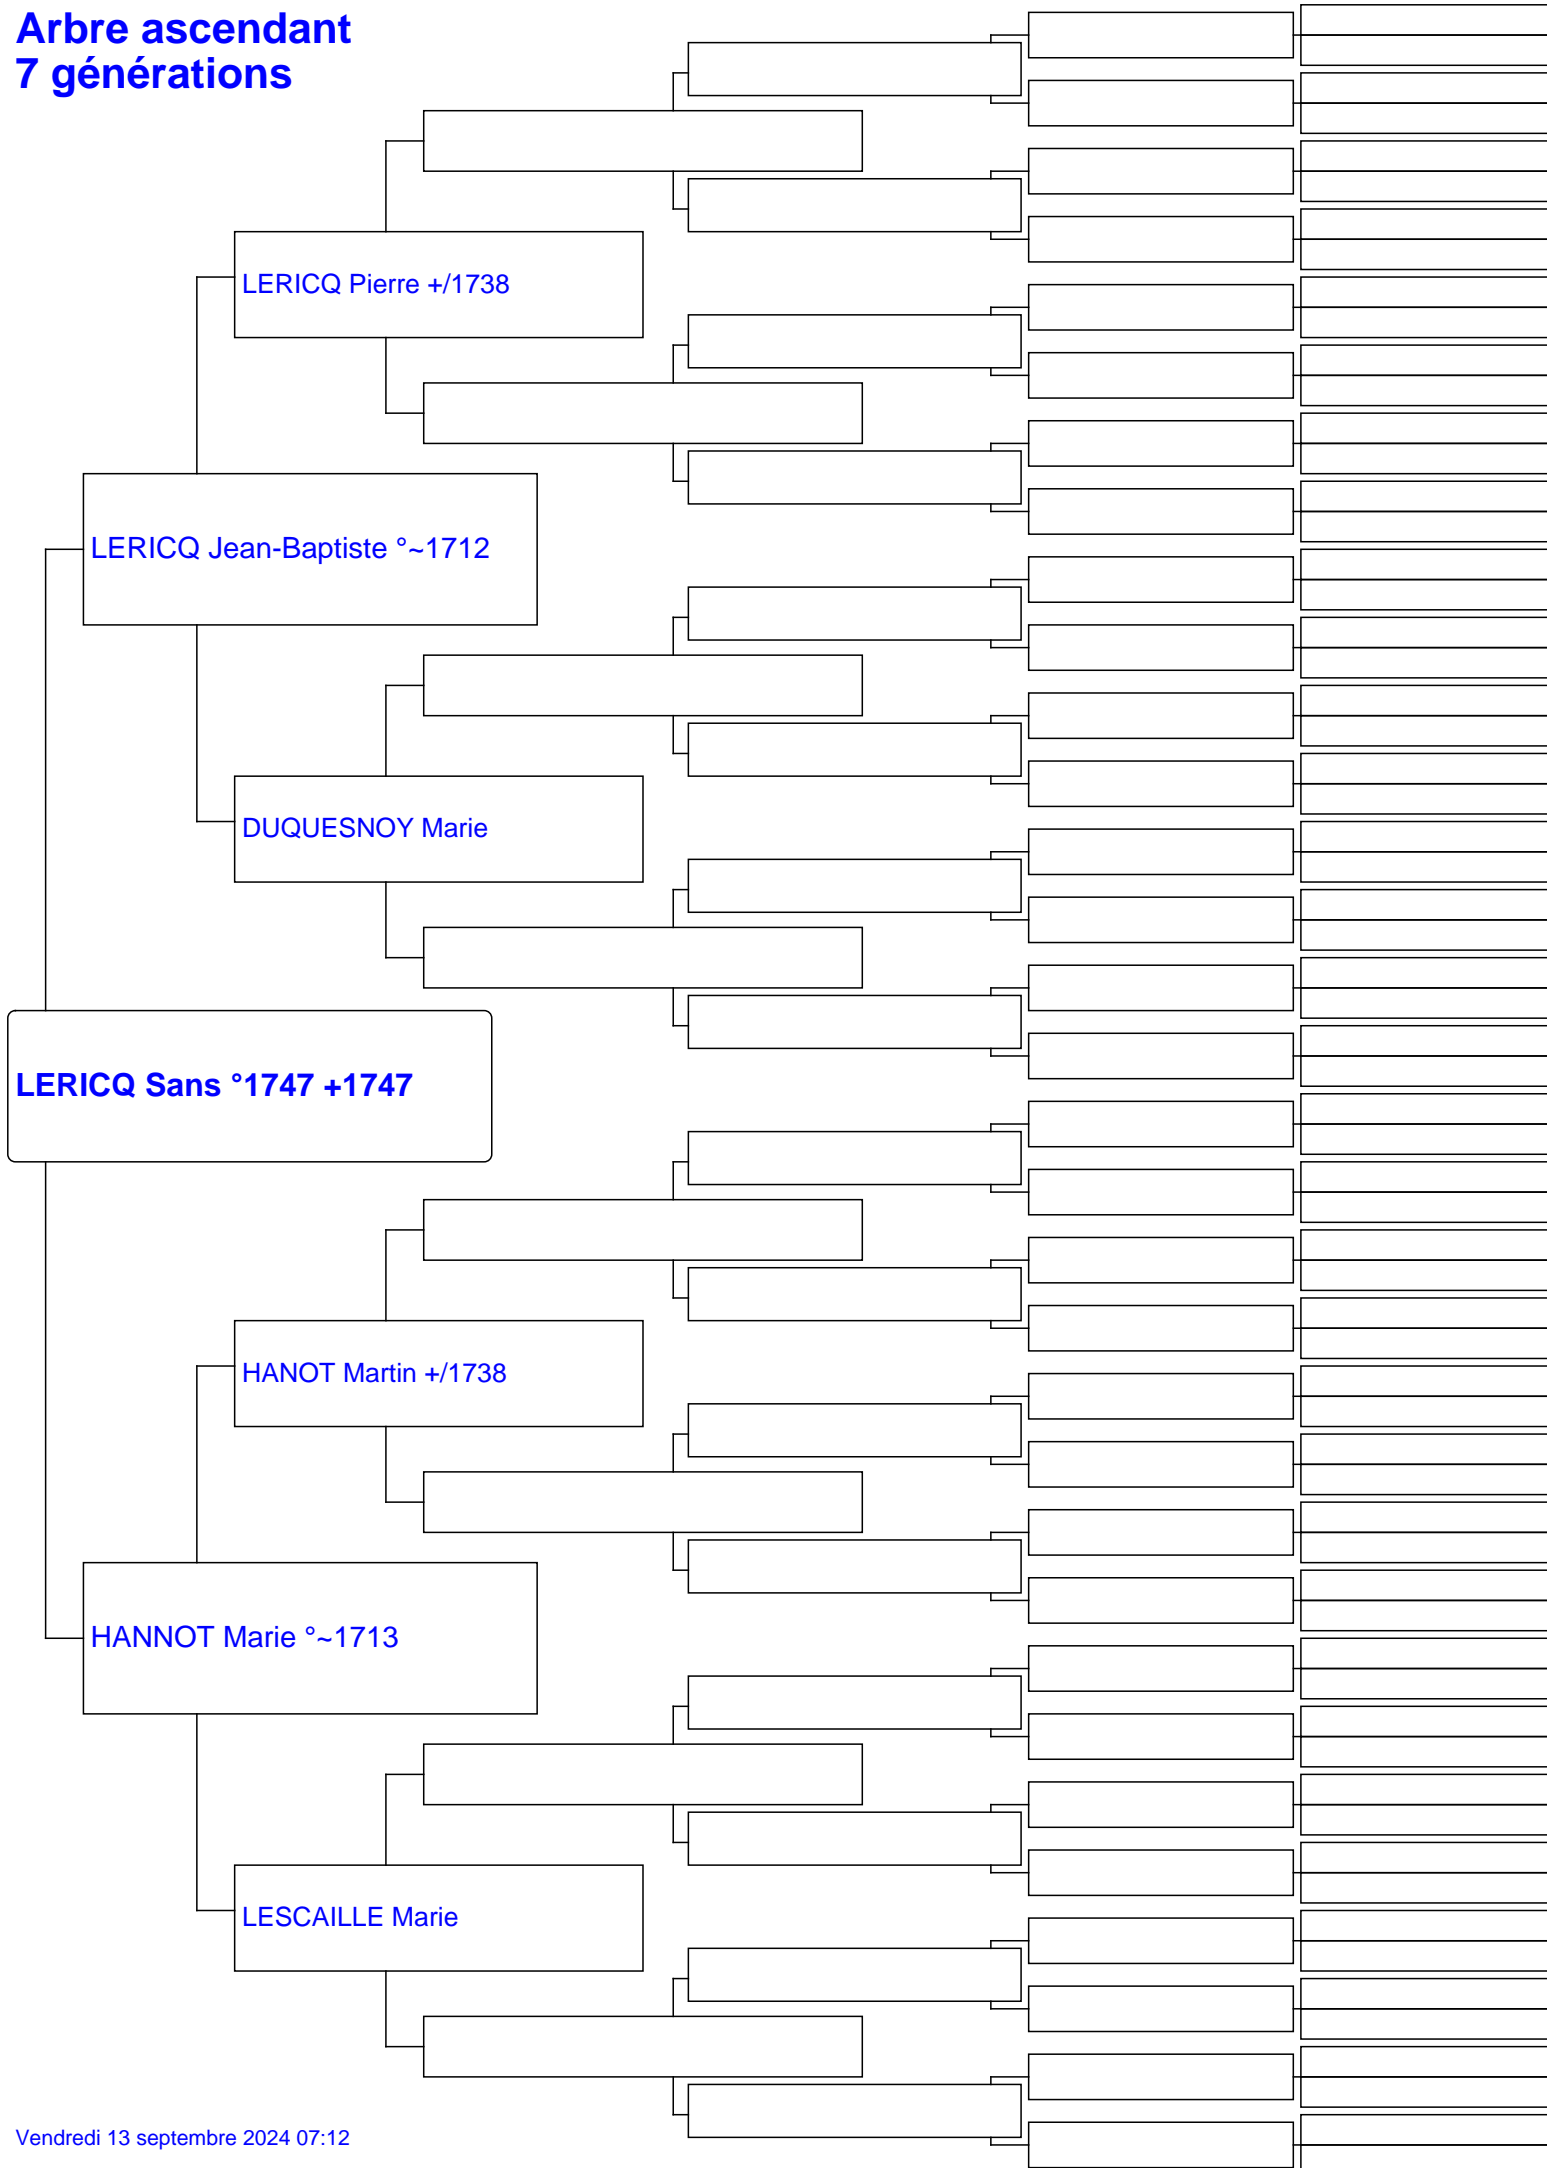 Arbre ascendant
7 générations
LERICQ Pierre +/1738
LERICQ Jean-Baptiste °~1712
DUQUESNOY Marie
LERICQ Sans °1747 +1747
HANOT Martin +/1738
HANNOT Marie °~1713
LESCAILLE Marie
Vendredi 13 septembre 2024 07:12